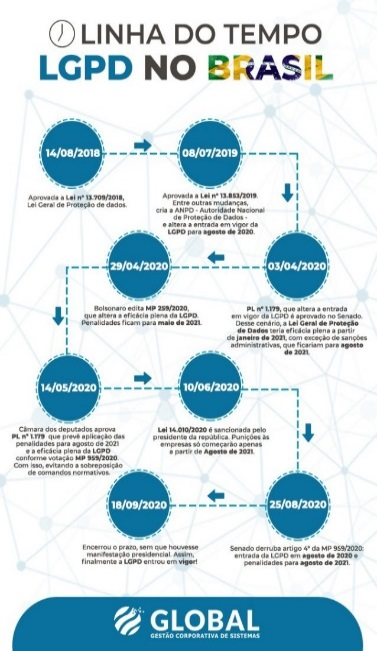 LINHA DO TEMPO
LGPD NO BRASIL
14/08/2018
08/07/2019
Aprovada a Lei nº 13.709/2018,
Lei Geral de Proteção de dados.
Aprovada a Lei nº 13.853/2019.
Entre outras mudanças,
cria a ANPD - Autoridade Nacional
de Proteção de Dados -
e altera a entrada em vigor da
LGPD para agosto de 2020.
29/04/2020
03/04/2020
Bolsonaro edita MP 259/2020,
que altera a eficácia plena da LGPD.
Penalidades ficam para maio de 2021.
PL nº 1.179, que altera a entrada
em vigor da LGPD é aprovado no Senado.
Desse cenário, a Lei Geral de Proteção
de Dados teria eficácia plena a partir
de janeiro de 2021, com exceção de sanções
administrativas, que ficariam para agosto
de 2021.
14/05/2020
10/06/2020
Câmara dos deputados aprova
PL nº 1.179 que prevê aplicação das
penalidades para agosto de 2021
e a eficácia plena da LGPD
conforme votação MP 959/2020.
Com isso, evitando a sobreposição
de comandos normativos.
Lei 14.010/2020 é sancionada pelo
presidente da república. Punições às
empresas só começarão apenas
a partir de Agosto de 2021.
18/09/2020
25/08/2020
Encerrou o prazo, sem que houvesse
manifestação presidencial. Assim,
finalmente a LGPD entrou em vigor!
Senado derruba artigo 4º da MP 959/2020:
entrada da LGPD em agosto de 2020 e
penalidades para agosto de 2021.
GLOBAL
GESTÃO CORPORATIVA DE SISTEMAS